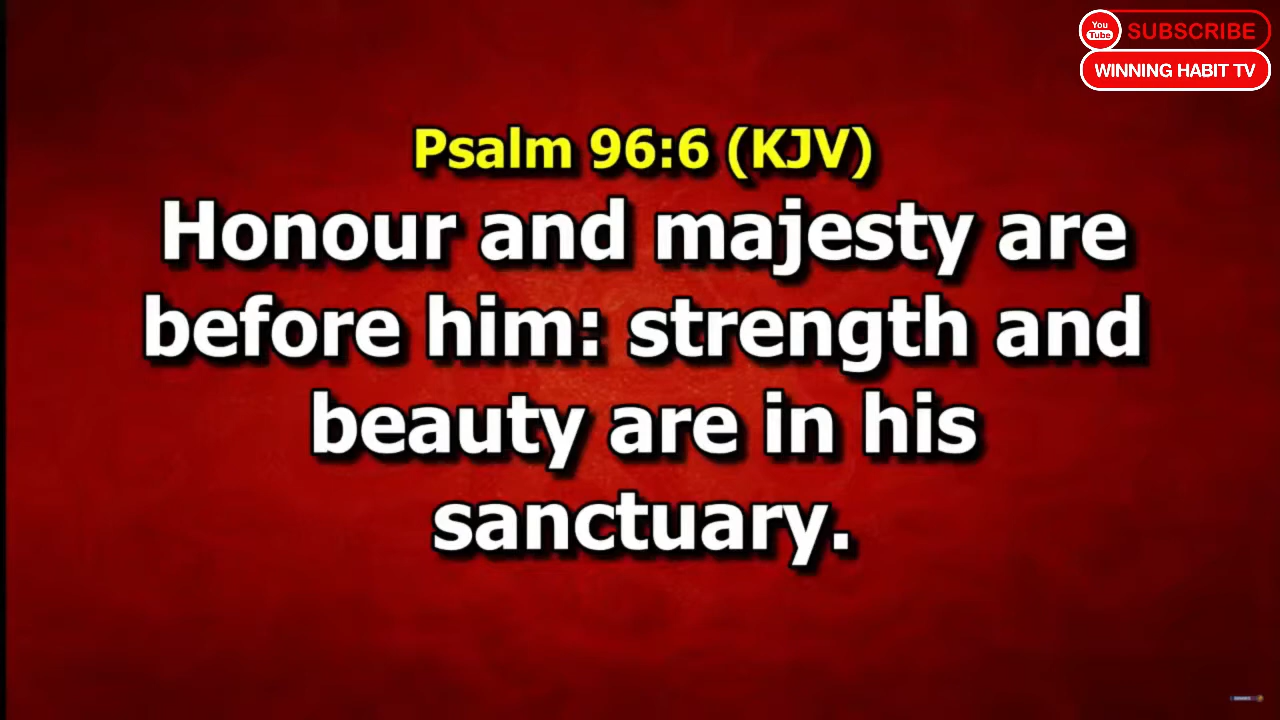 You
Tube
SUBSCRIBE
WINNING HABIT TV
Psalm 96:6 (KJV)
Honour and majesty are
before him: strength and
beauty are in his
sanctuary.